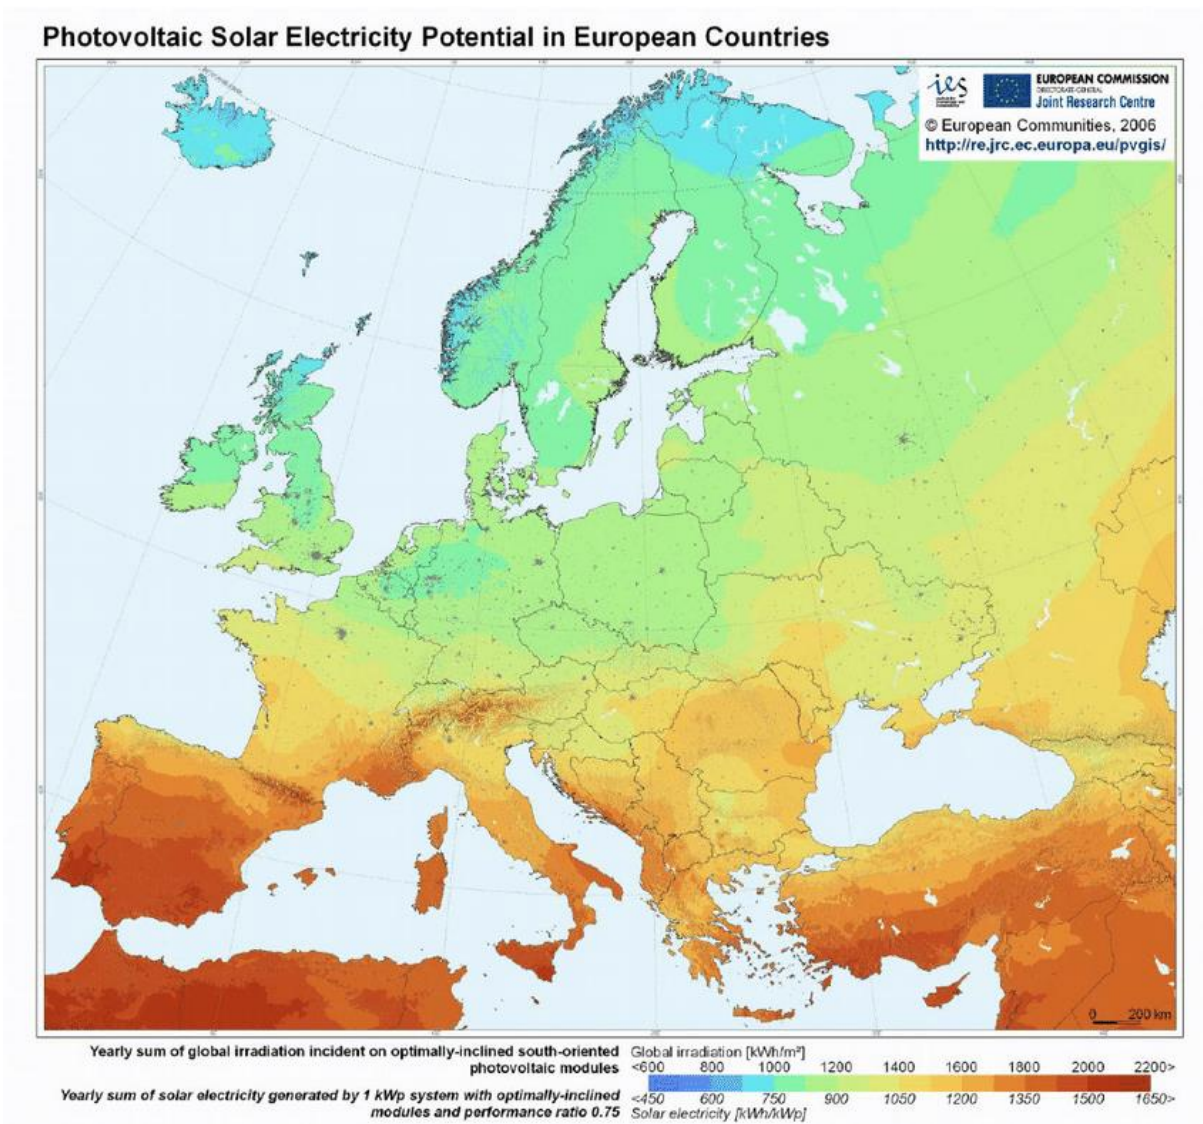 Photovoltaic Solar Electricity Potential in European Countries
ies
EUROPEAN COMMISSION
DIRECTORATE-GENERAL
Joint Research Centre
© European Communities, 2006
http://re.jrc.ec.europa.eu/pvgis/
0 200 km
Yearly sum of global irradiation incident on optimally-inclined south-oriented
photovoltaic modules
Yearly sum of solar electricity generated by 1 kWp system with optimally-inclined
modules and performance ratio 0.75
Global irradiation [kWh/m²]
<600 800 1000 1200 1400 1600 1800 2000 2200>
<450 600 750 900 1050 1200 1350 1500 1650>
Solar electricity [kWh/kWp]